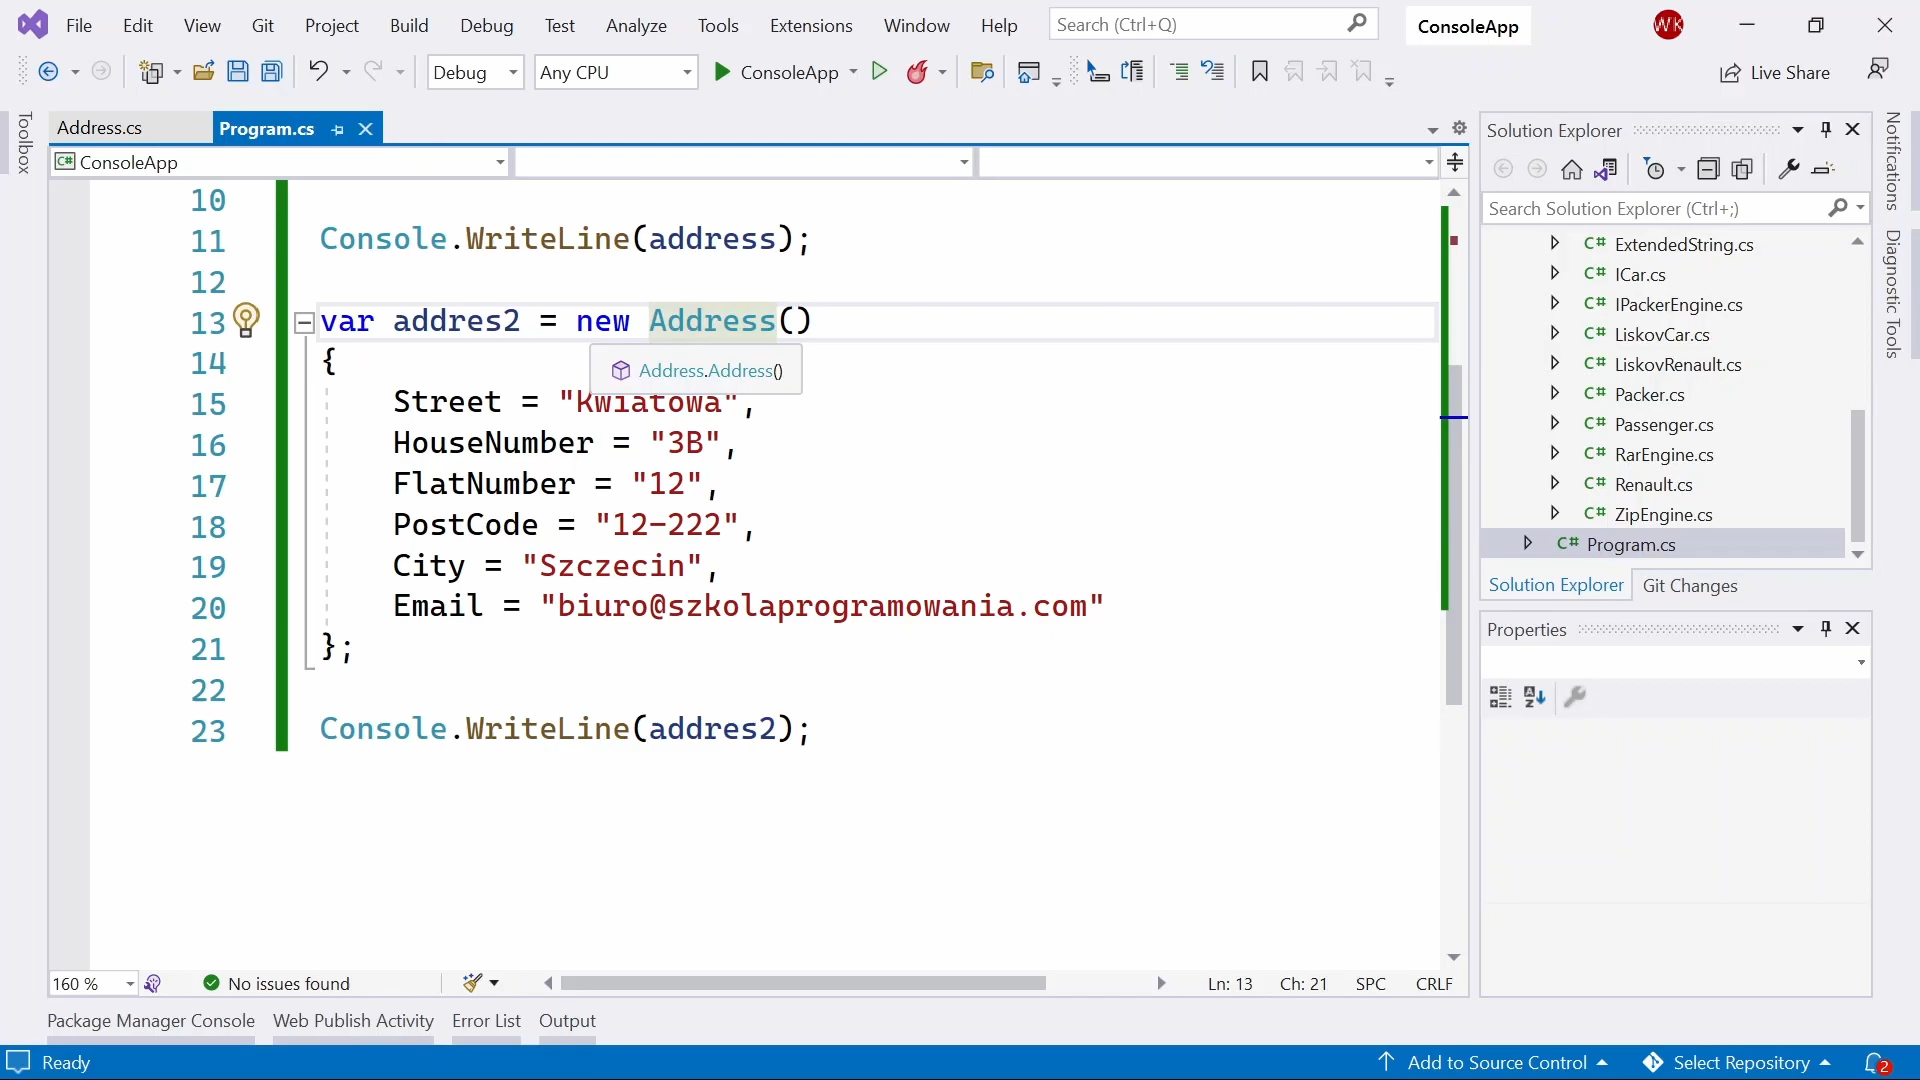 File Edit View Git Project Build Debug Test Analyze Tools Extensions Window Help Search (Ctrl+Q) ConsoleApp WK
Debug Any CPU ConsoleApp Live Share
Toolbox
Address.cs Program.cs
ConsoleApp
10
11 Console.WriteLine(address);
12
13 var addres2 = new Address()
14 {
Address.Address()
15 Street = "Kwiatowa",
16 HouseNumber = "3B",
17 FlatNumber = "12",
18 PostCode = "12-222",
19 City = "Szczecin",
20 Email = "biuro@szkolaprogramowania.com"
21 };
22
23 Console.WriteLine(addres2);
160 % No issues found Ln: 13 Ch: 21 SPC CRLF
Solution Explorer
Search Solution Explorer (Ctrl+;)
C# ExtendedString.cs
C# ICar.cs
C# IPackerEngine.cs
C# LiskovCar.cs
C# LiskovRenault.cs
C# Packer.cs
C# Passenger.cs
C# RarEngine.cs
C# Renault.cs
C# ZipEngine.cs
C# Program.cs
Solution Explorer Git Changes
Properties
Notifications
Diagnostic Tools
Package Manager Console Web Publish Activity Error List Output
Ready Add to Source Control Select Repository 2